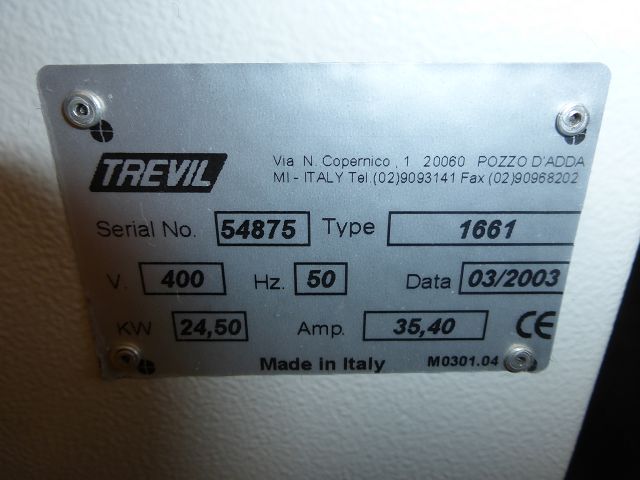 TREVIL
Via N. Copernico , 1 20060 POZZO D'ADDA
MI - ITALY Tel.(02)9093141 Fax (02)90968202
Serial No. 54875 Type 1661
V. 400 Hz. 50 Data 03/2003
KW 24,50 Amp. 35,40 CE
Made in Italy M0301.04